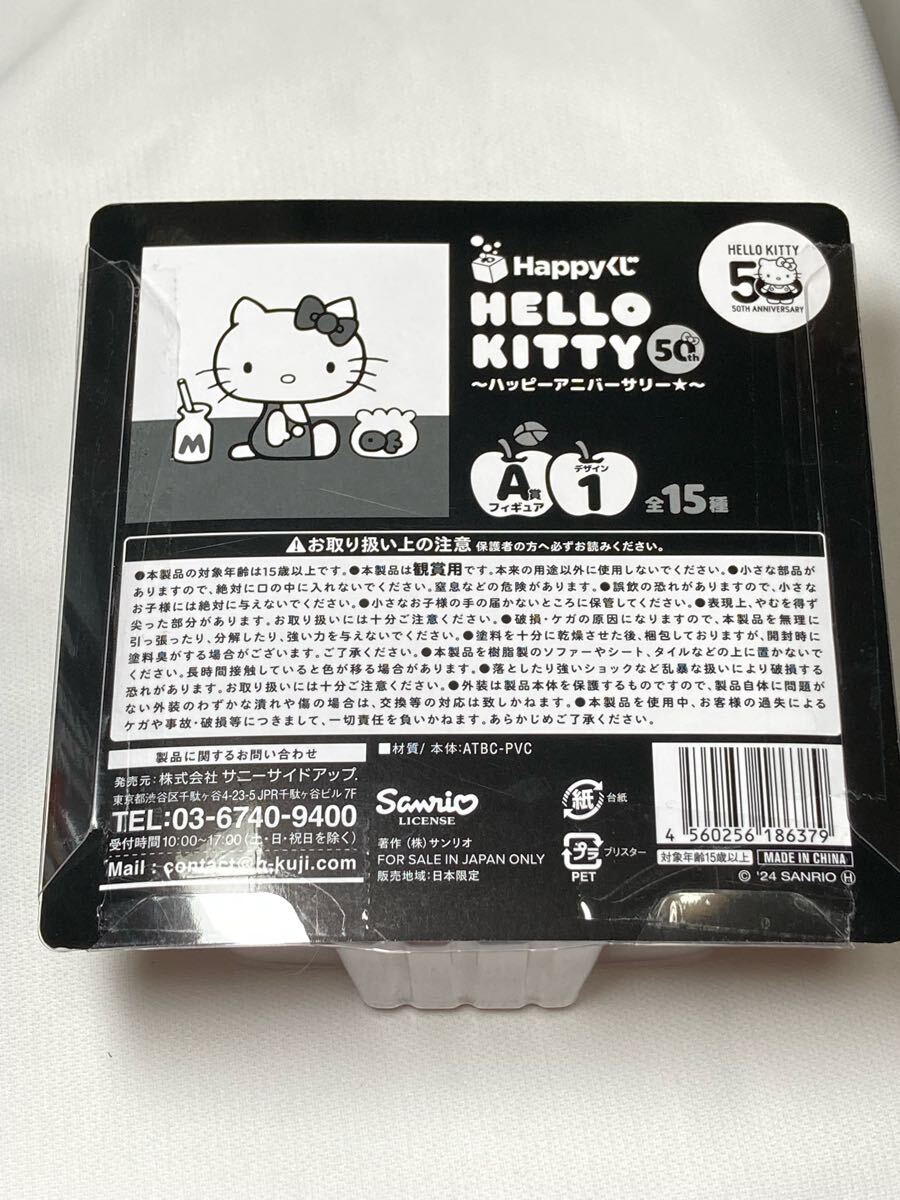 Happyくじ
HELLO
KITTY 50th
～ハッピーアニバーサリー★～
HELLO KITTY
50
50TH ANNIVERSARY
M
A賞
フィギュア
デザイン
1
全15種
お取り扱い上の注意 保護者の方へ必ずお読みください。
●本製品の対象年齢は15歳以上です。●本製品は観賞用です。本来の用途以外に使用しないでください。●小さな部品が
ありますので、絶対に口の中に入れないでください。窒息などの危険があります。●誤飲の恐れがありますので、小さな
お子様には絶対に与えないでください。●小さなお子様の手の届かないところに保管してください。●表現上、やむを得ず
尖った部分があります。お取り扱いには十分ご注意ください。●破損・ケガの原因になりますので、本製品を無理に
引っ張ったり、分解したり、強い力を与えないでください。●塗料を十分に乾燥させた後、梱包しておりますが、開封時に
塗料臭がする場合がございます。ご了承ください。●本製品を樹脂製のソファーやシート、タイルなどの上に置かないで
ください。長時間接触していると色が移る場合があります。●落としたり強いショックなど乱暴な扱いにより破損する
恐れがあります。お取り扱いには十分ご注意ください。●外装は製品本体を保護するものですので、製品自体に問題が
ない外装のわずかな潰れや傷の場合は、交換等の対応は致しかねます。●本製品を使用中、お客様の過失による
ケガや事故・破損等につきまして、一切責任を負いかねます。あらかじめご了承ください。
製品に関するお問い合わせ
発売元:株式会社 サニーサイドアップ.
東京都渋谷区千駄ヶ谷4-23-5 JPR千駄ヶ谷ビル 7F
TEL:03-6740-9400
受付時間10:00~17:00(土・日・祝日を除く)
Mail:contact@h-kuji.com
■材質/ 本体:ATBC-PVC
Sanrio
LICENSE
著作 (株) サンリオ
FOR SALE IN JAPAN ONLY
販売地域:日本限定
紙 台紙
プラ ブリスター
PET
4 560256 186379
対象年齢15歳以上 MADE IN CHINA
© '24 SANRIO Ⓗ